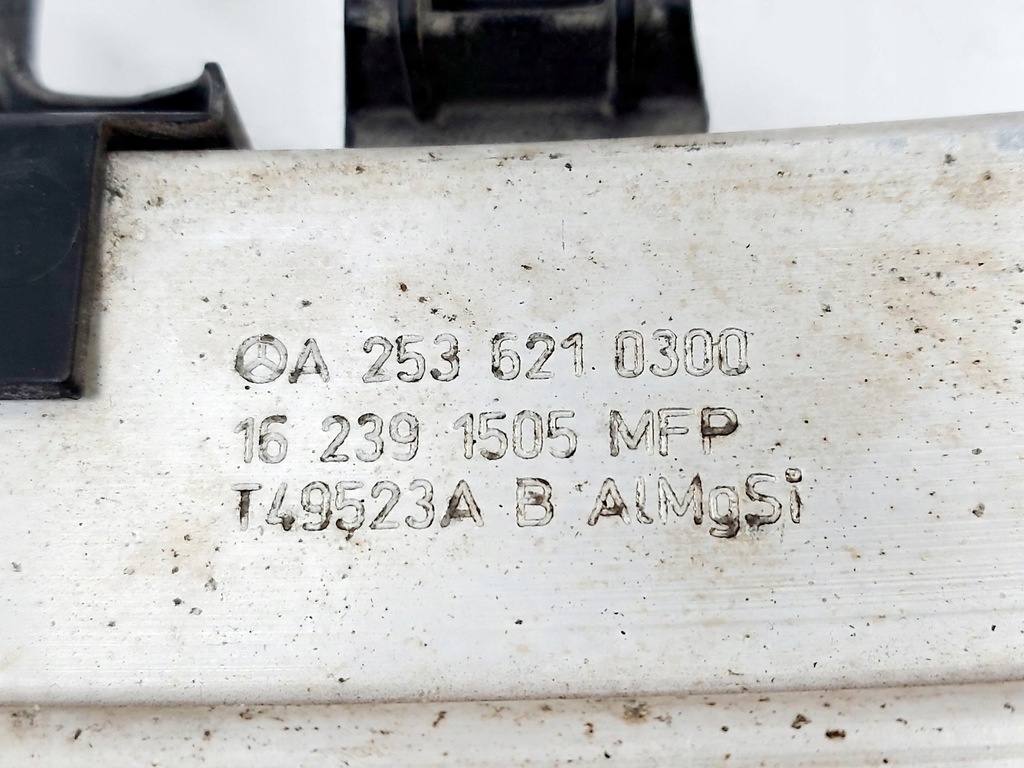 A 253 621 0300
16 239 1505 MFP
T49523A B AlMgSi